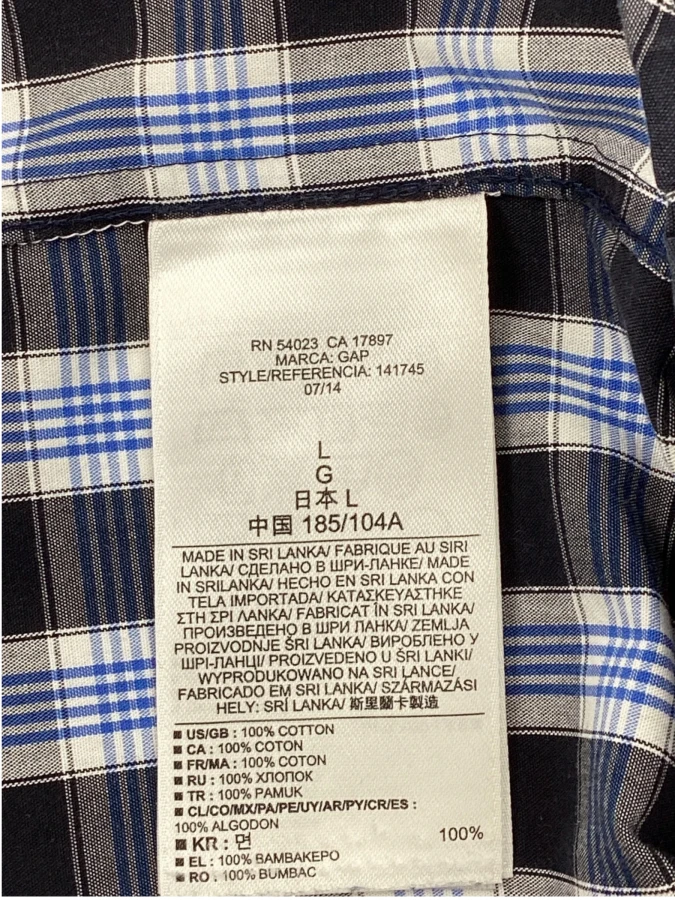 RN 54023 CA 17897
MARCA: GAP
STYLE/REFERENCIA: 141745
07/14
L
G
日本 L
中国 185/104A
MADE IN SRI LANKA/ FABRIQUE AU SIRI
LANKA/ СДЕЛАНО В ШРИ-ЛАНКЕ/ MADE
IN SRILANKA/ HECHO EN SRI LANKA CON
TELA IMPORTADA/ ΚΑΤΑΣΚΕΥΑΣΤΗΚΕ
ΣΤΗ ΣΡΙ ΛΑΝΚΑ/ FABRICAT ÎN SRI LANKA/
ПРОИЗВЕДЕНО В ШРИ ЛАНКА/ ZEMLJA
PROIZVODNJE ŠRI LANKA/ ВИРОБЛЕНО У
ШРІ-ЛАНЦІ/ PROIZVEDENO U ŠRI LANKI/
WYPRODUKOWANO NA SRI LANCE/
FABRICADO EM SRI LANKA/ SZÁRMAZÁSI
HELY: SRÍ LANKA/ 斯里蘭卡製造
■ US/GB : 100% COTTON
■ CA : 100% COTON
■ FR/MA : 100% COTON
■ RU : 100% ХЛОПОК
■ TR : 100% PAMUK
■ CL/CO/MX/PA/PE/UY/AR/PY/CR/ES :
100% ALGODON
■ KR : 면 100%
■ EL : 100% ΒΑΜΒΑΚΕΡΟ
■ RO : 100% BUMBAC